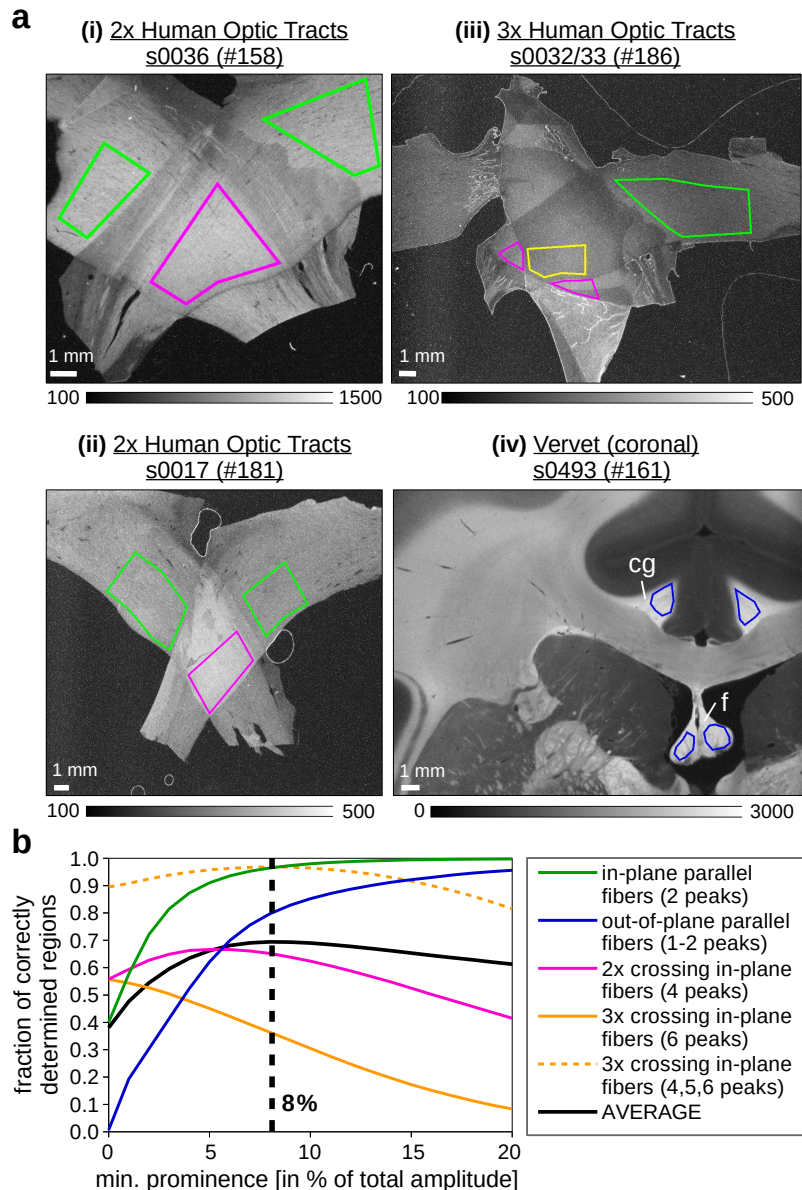 a
(i) 2x Human Optic Tracts
s0036 (#158)
1 mm
100 1500
(iii) 3x Human Optic Tracts
s0032/33 (#186)
1 mm
100 500
(ii) 2x Human Optic Tracts
s0017 (#181)
1 mm
100 500
(iv) Vervet (coronal)
s0493 (#161)
cg
f
1 mm
0 3000
b
fraction of correctly
determined regions
1.0
0.9
0.8
0.7
0.6
0.5
0.4
0.3
0.2
0.1
0.0
8%
0 5 10 15 20
min. prominence [in % of total amplitude]
in-plane parallel
fibers (2 peaks)
out-of-plane parallel
fibers (1-2 peaks)
2x crossing in-plane
fibers (4 peaks)
3x crossing in-plane
fibers (6 peaks)
3x crossing in-plane
fibers (4,5,6 peaks)
AVERAGE